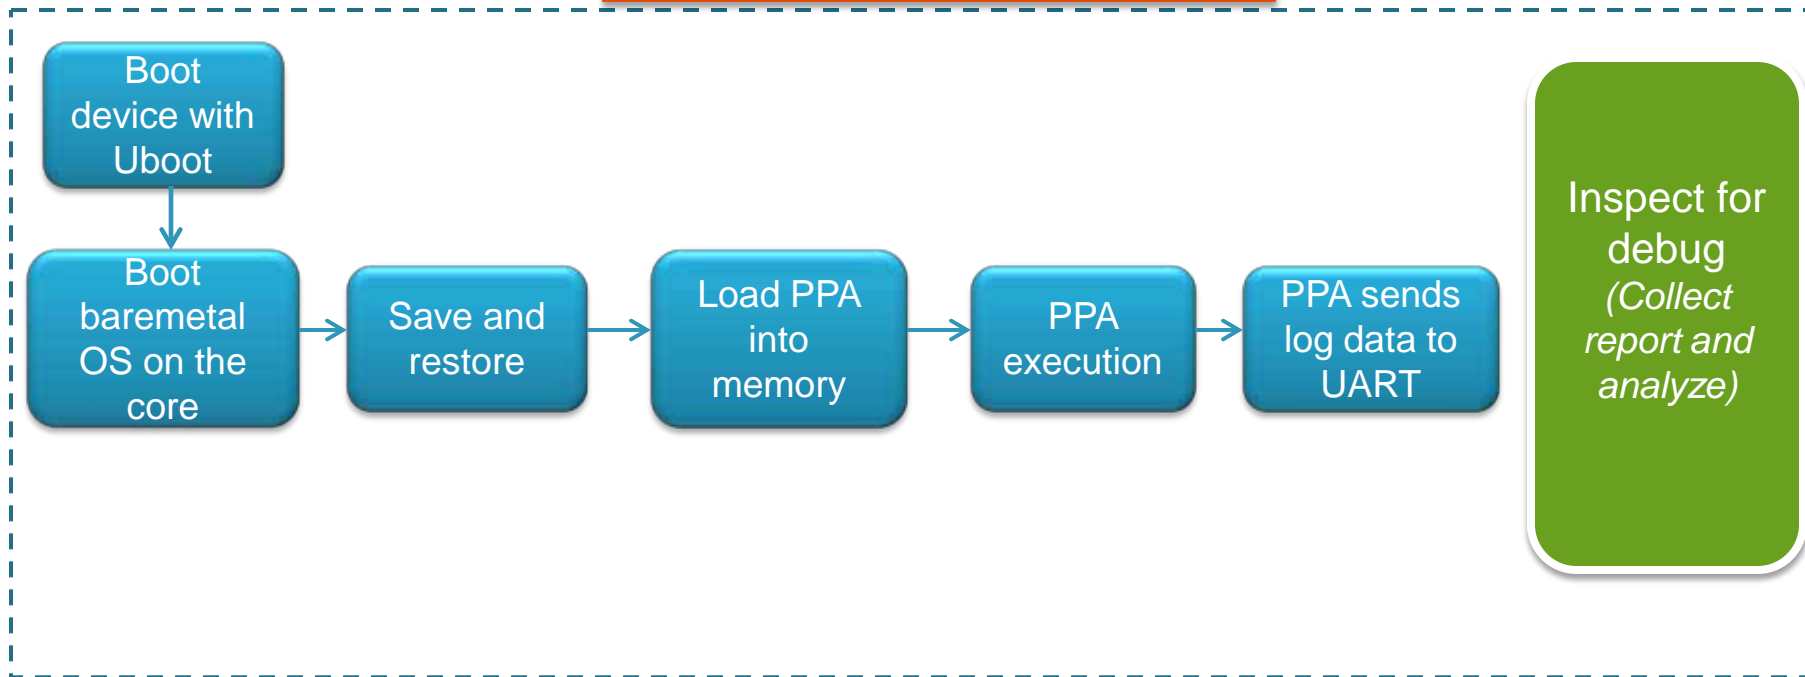 Boot
device with
Uboot
Boot
baremetal
OS on the
core
Save and
restore
Load PPA
into
memory
PPA
execution
PPA sends
log data to
UART
Inspect for
debug
(Collect
report and
analyze)